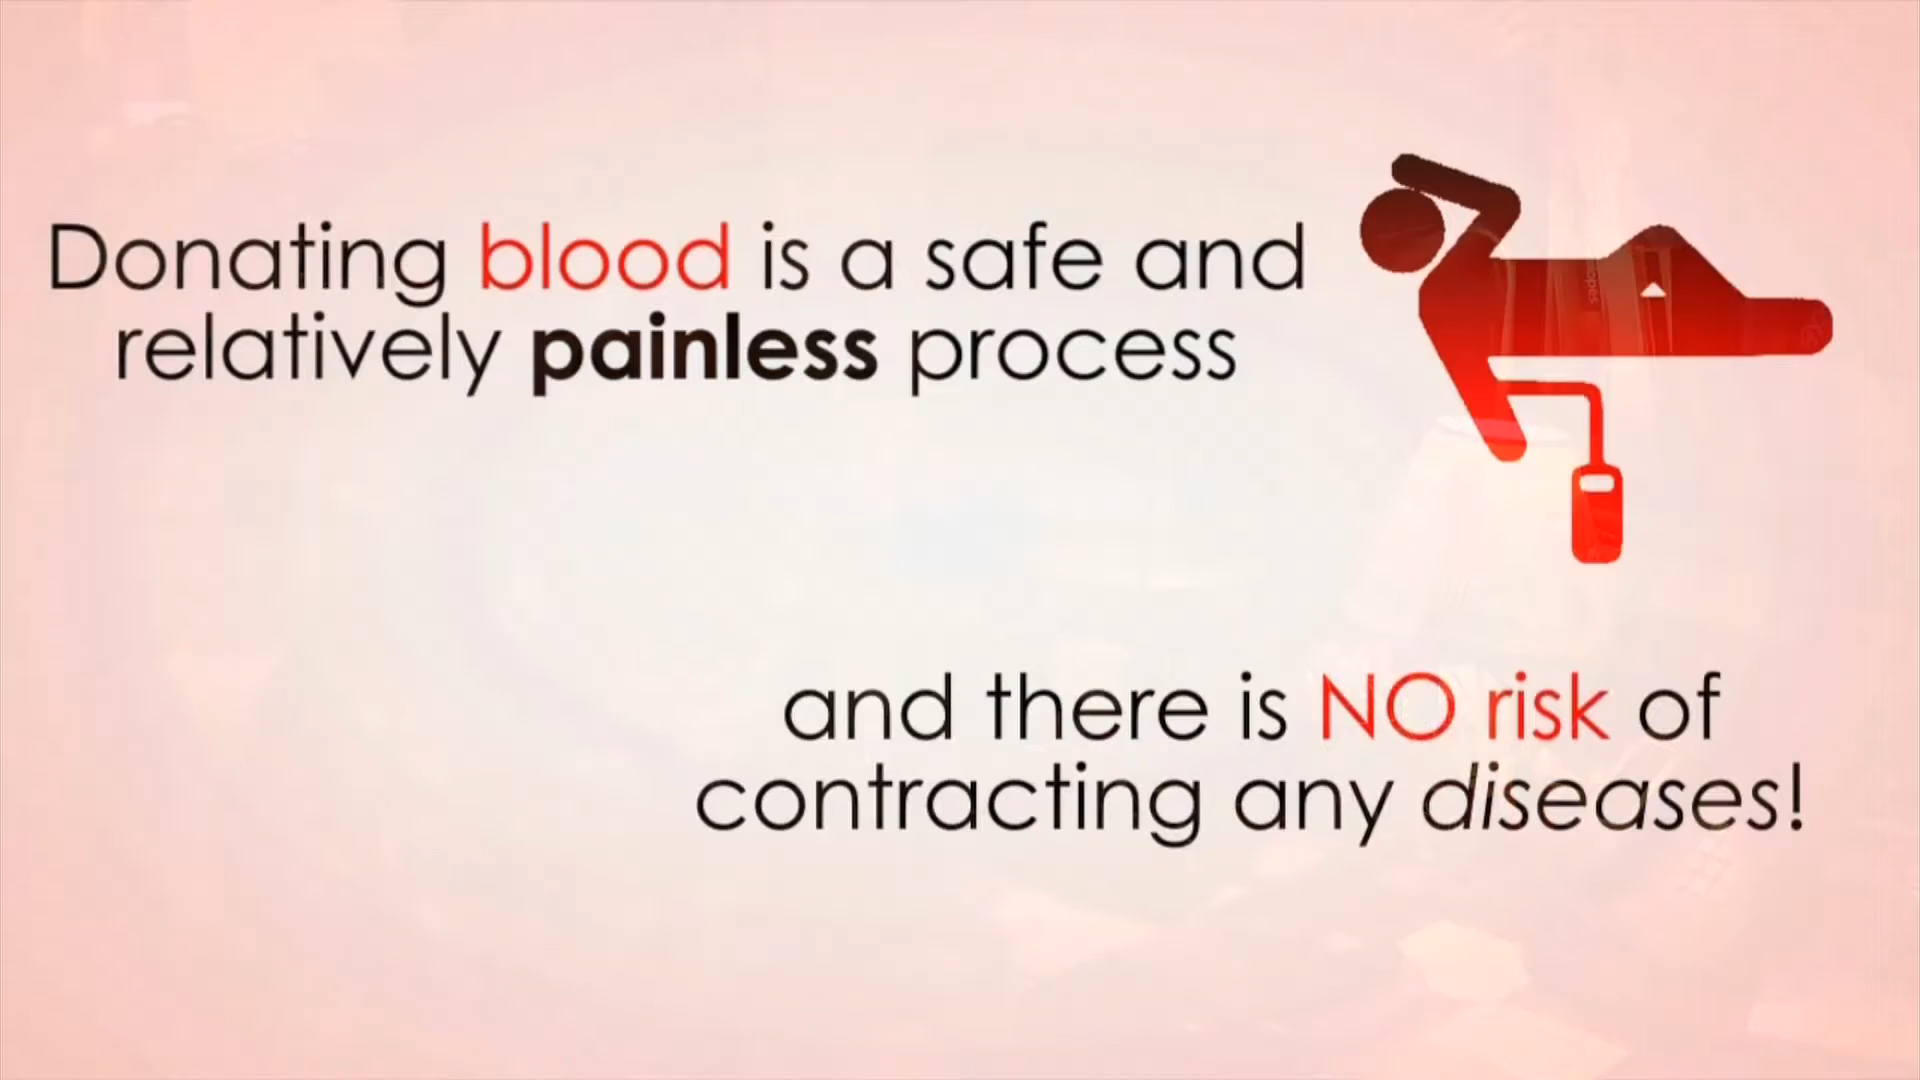 Donating blood is a safe and
relatively painless process
and there is NO risk of
contracting any diseases!